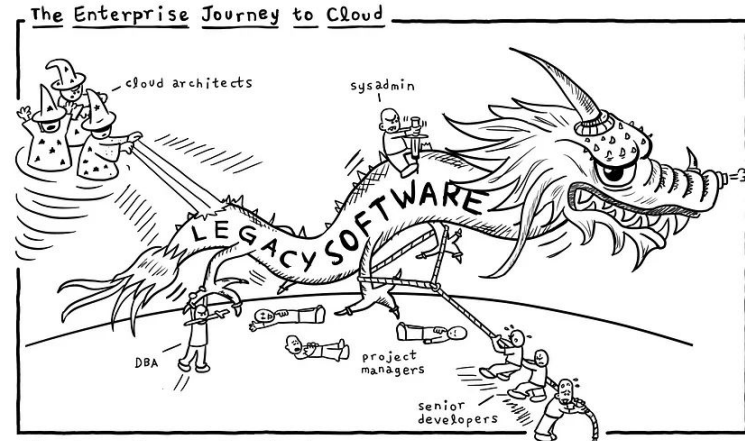 The Enterprise Journey to Cloud
cloud architects
sysadmin
LEGACY SOFTWARE
DBA
project
managers
senior
developers